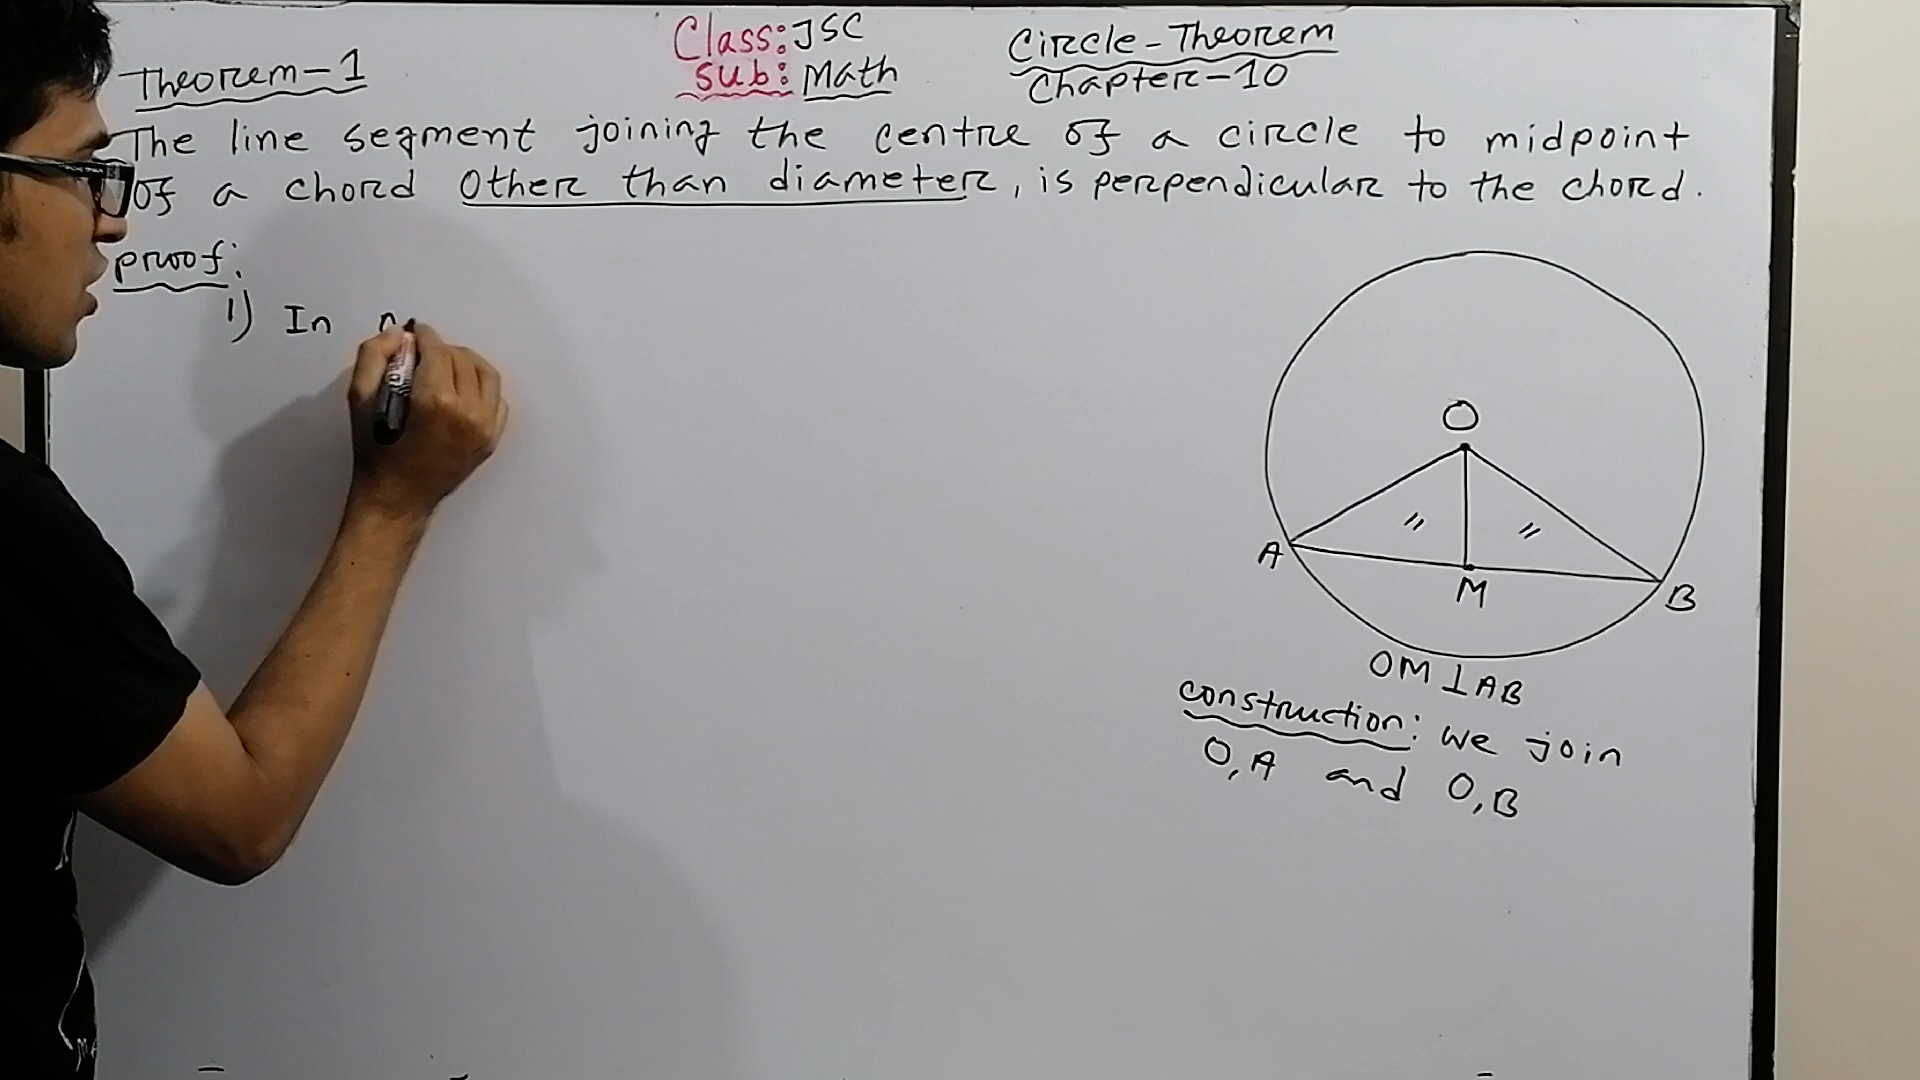 Theorem-1
Class: JSC
Sub: Math
Circle-Theorem
Chapter-10
The line segment joining the centre of a circle to midpoint
of a chord other than diameter, is perpendicular to the chord.
proof:
i) In
O
A
M
B
OM⊥AB
construction: we join
O,A and O,B